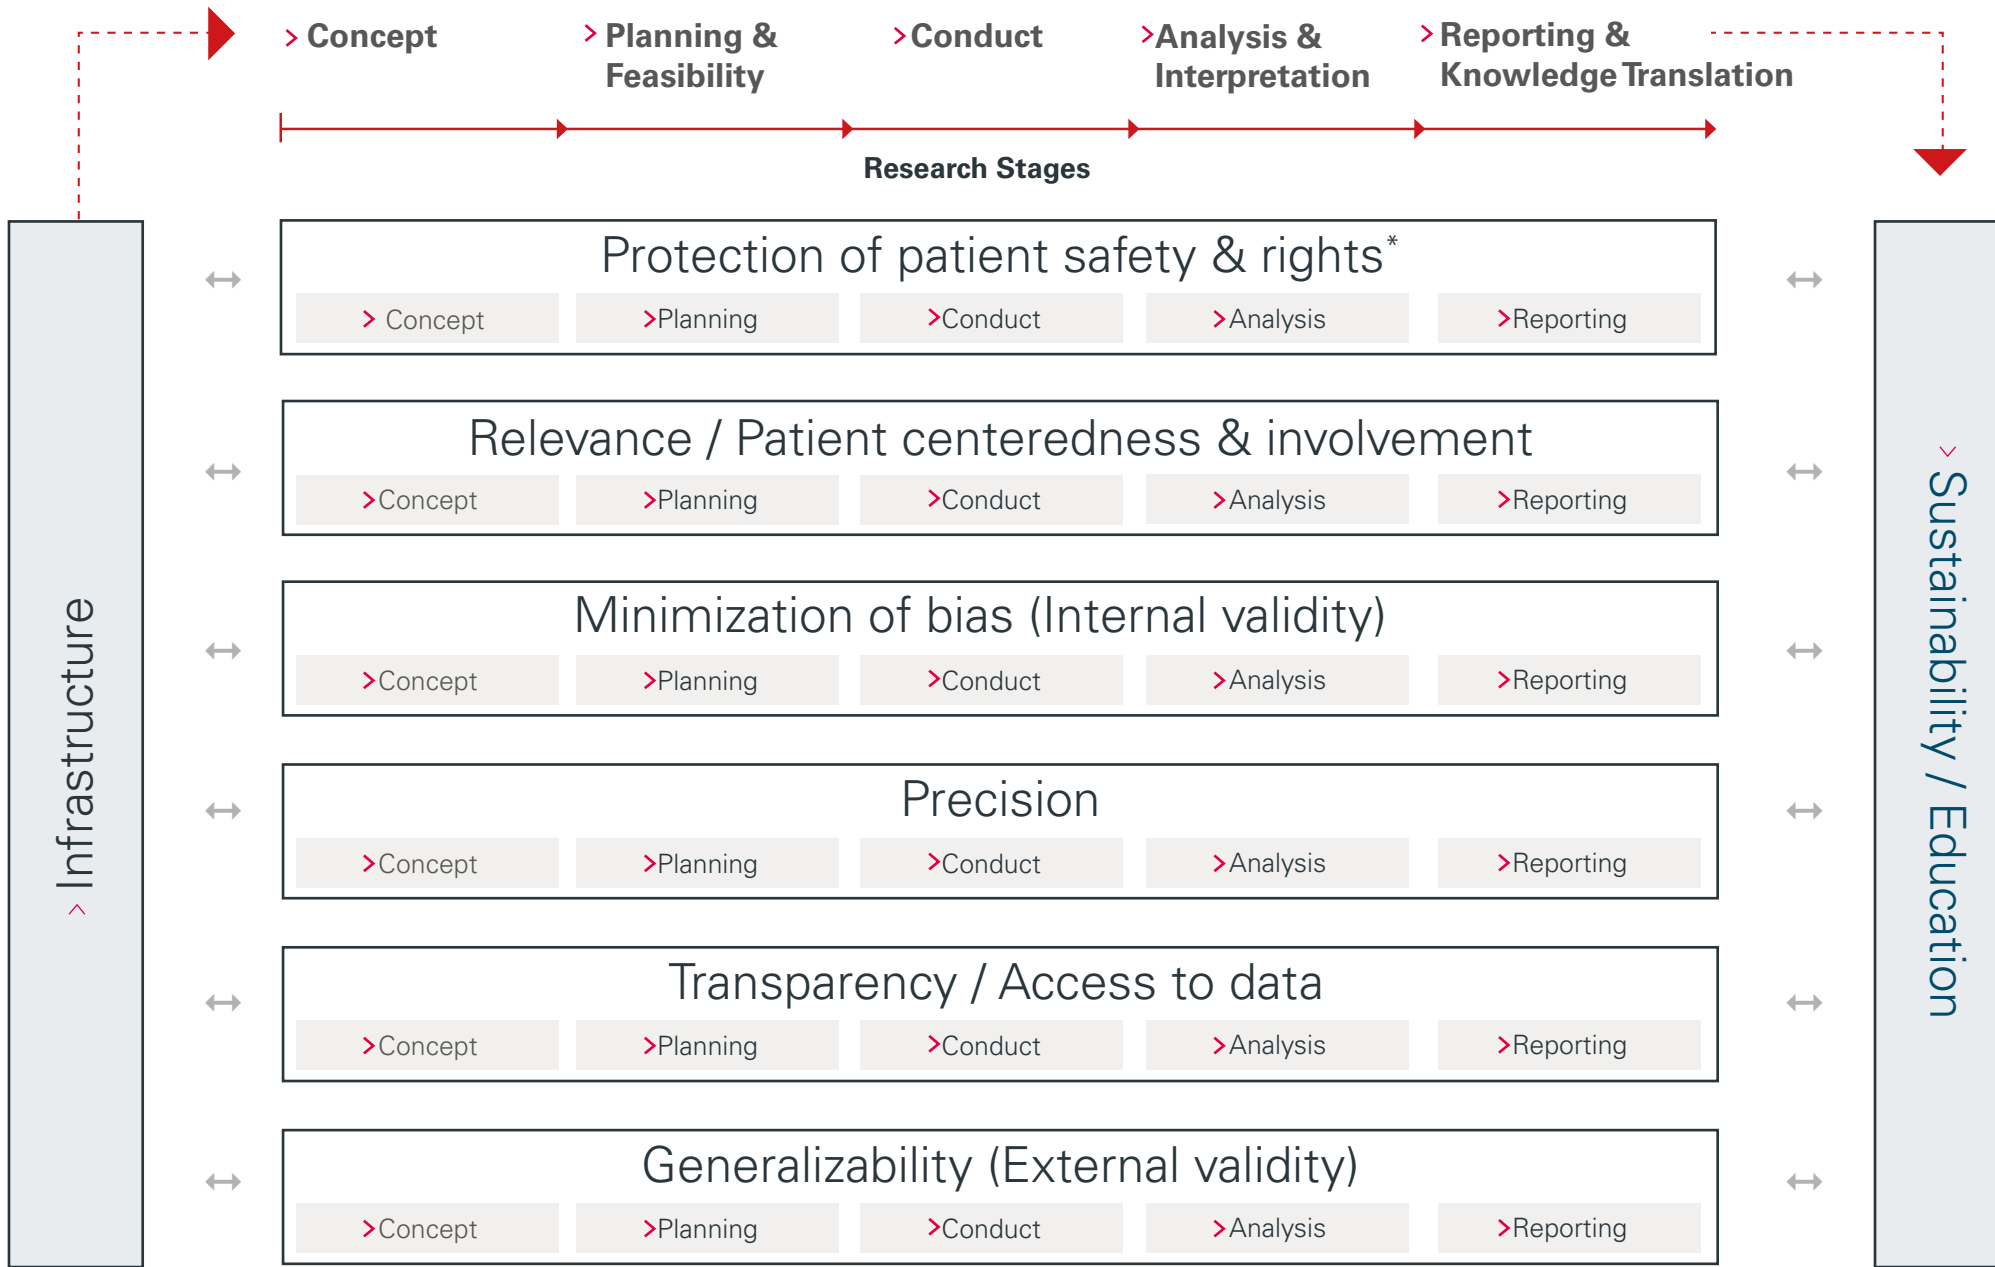 > Concept
> Planning &
Feasibility
>Conduct
>Analysis &
Interpretation
> Reporting &
Knowledge Translation
Research Stages
> Infrastructure
Protection of patient safety & rights*
> Concept
>Planning
>Conduct
>Analysis
>Reporting
Relevance / Patient centeredness & involvement
>Concept
>Planning
>Conduct
>Analysis
>Reporting
Minimization of bias (Internal validity)
>Concept
>Planning
>Conduct
>Analysis
>Reporting
Precision
>Concept
>Planning
>Conduct
>Analysis
>Reporting
Transparency / Access to data
>Concept
>Planning
>Conduct
>Analysis
>Reporting
Generalizability (External validity)
>Concept
>Planning
>Conduct
>Analysis
>Reporting
> Sustainability / Education